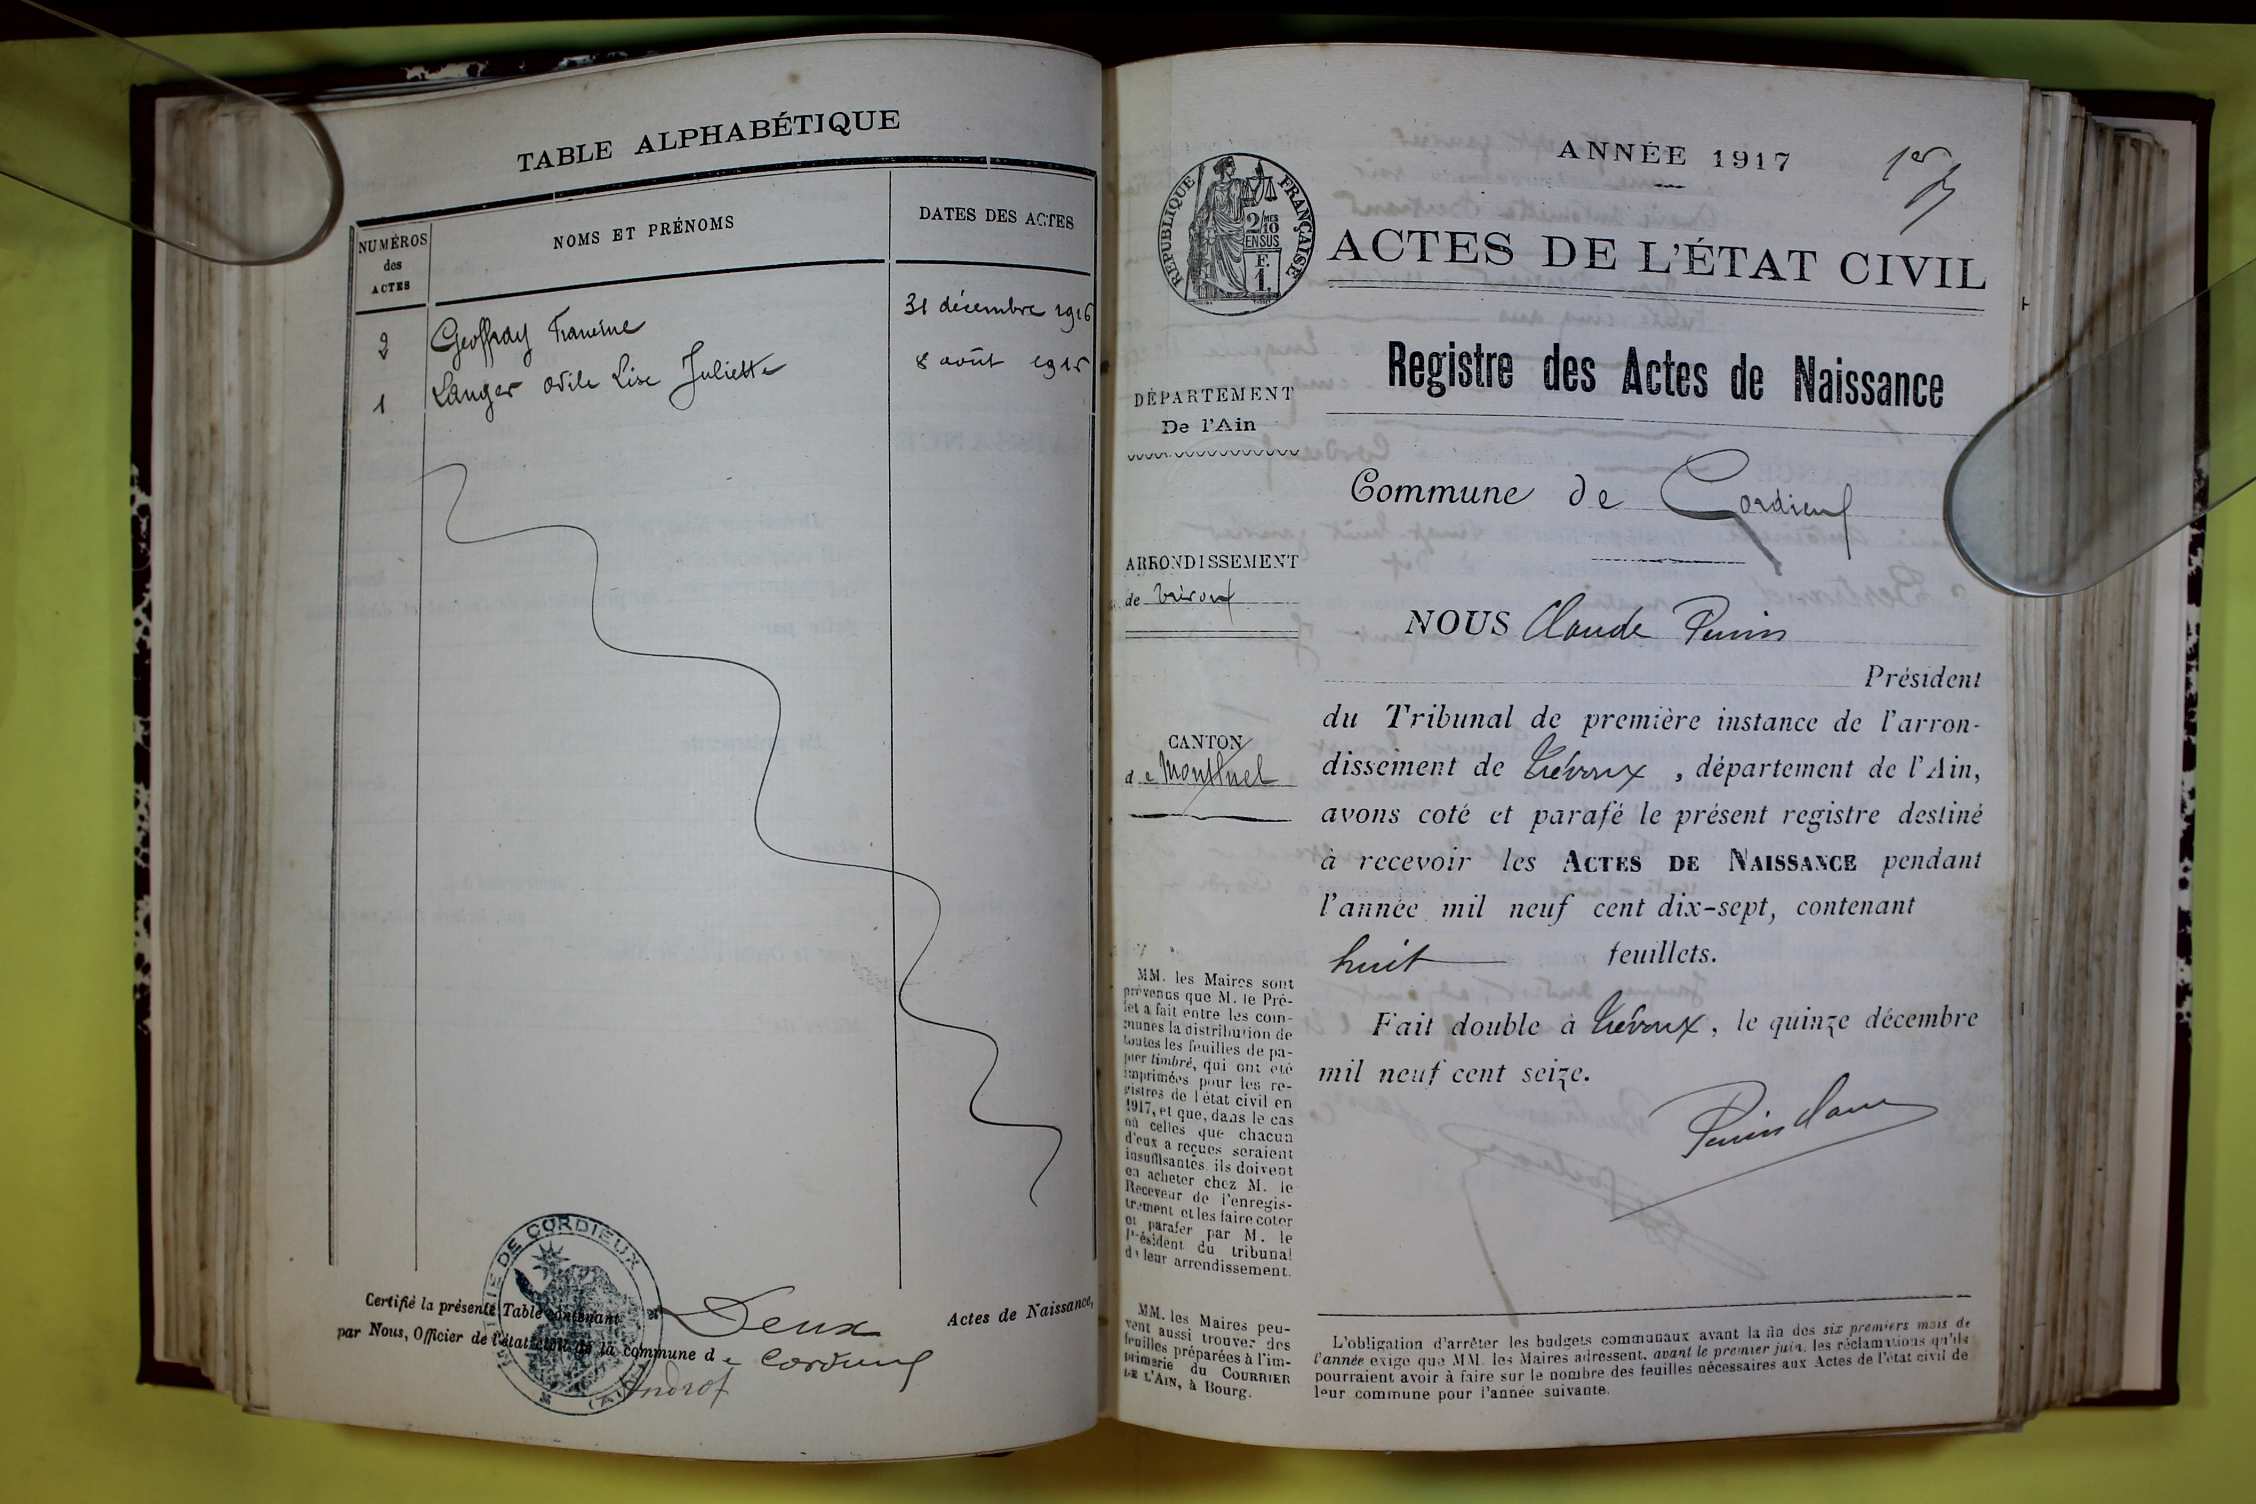 TABLE ALPHABÉTIQUE
NUMÉROS des ACTES
NOMS ET PRÉNOMS
DATES DES ACTES
2 Geoffray Francine 31 décembre 1916
1 Langer Odile Lise Juliette 8 août 1916
MAIRIE DE CORDIEUX
(AIN)
Certifié la présente Table contenant Deux Actes de Naissance,
par Nous, Officier de l'état civil de la commune de Cordieux
ANNÉE 1917
1er
RÉPUBLIQUE FRANÇAISE
2/10 MES
EN SUS
F. 1.
ACTES DE L'ÉTAT CIVIL
Registre des Actes de Naissance
DÉPARTEMENT
De l'Ain
Commune de Cordieux
ARRONDISSEMENT
de Trévoux
CANTON
de Montluel
NOUS Claude Perrin
Président
du Tribunal de première instance de l'arron-
dissement de Trévoux, département de l'Ain,
avons coté et parafé le présent registre destiné
à recevoir les ACTES DE NAISSANCE pendant
l'année mil neuf cent dix-sept, contenant
huit feuillets.
Fait double à Trévoux, le quinze décembre
mil neuf cent seize.
MM. les Maires sont
prévenus que M. le Pré-
fet a fait entre les com-
munes la distribution de
toutes les feuilles de pa-
pier timbré, qui ont été
imprimées pour les re-
gistres de l'état civil en
1917, et que, dans le cas
où celles que chacun
d'eux a reçues seraient
insuffisantes, ils doivent
en acheter chez M. le
Receveur de l'enregis-
trement et les faire coter
et parafer par M. le
Président du tribunal
de leur arrondissement.
MM. les Maires peu-
vent aussi trouver des
feuilles préparées à l'im-
primerie du COURRIER
DE L'AIN, à Bourg.
L'obligation d'arrêter les budgets communaux avant la fin des six premiers mois de
l'année exige que MM. les Maires adressent, avant le premier juin, les réclamations qu'ils
pourraient avoir à faire sur le nombre des feuilles nécessaires aux Actes de l'état civil de
leur commune pour l'année suivante.